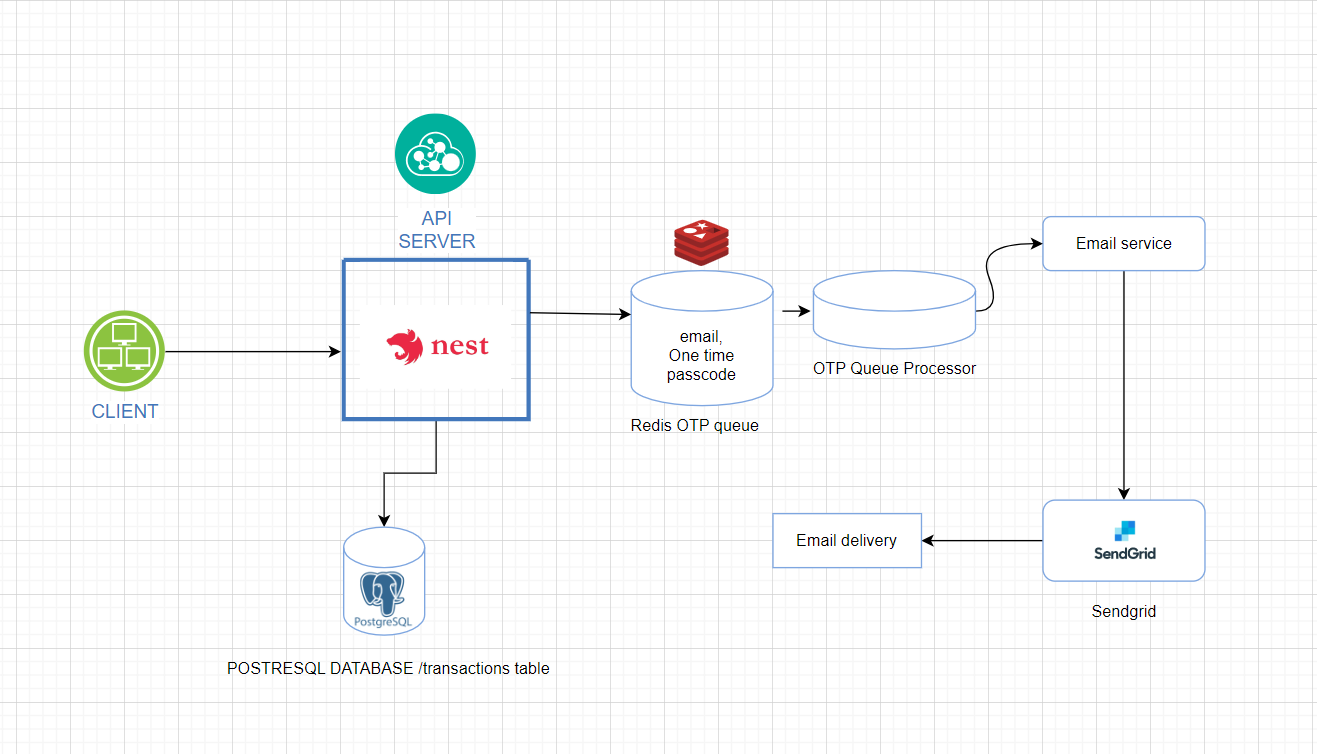 API
SERVER
nest
CLIENT
email,
One time
passcode
Redis OTP queue
OTP Queue Processor
Email service
SendGrid
Sendgrid
Email delivery
PostgreSQL
POSTRESQL DATABASE /transactions table